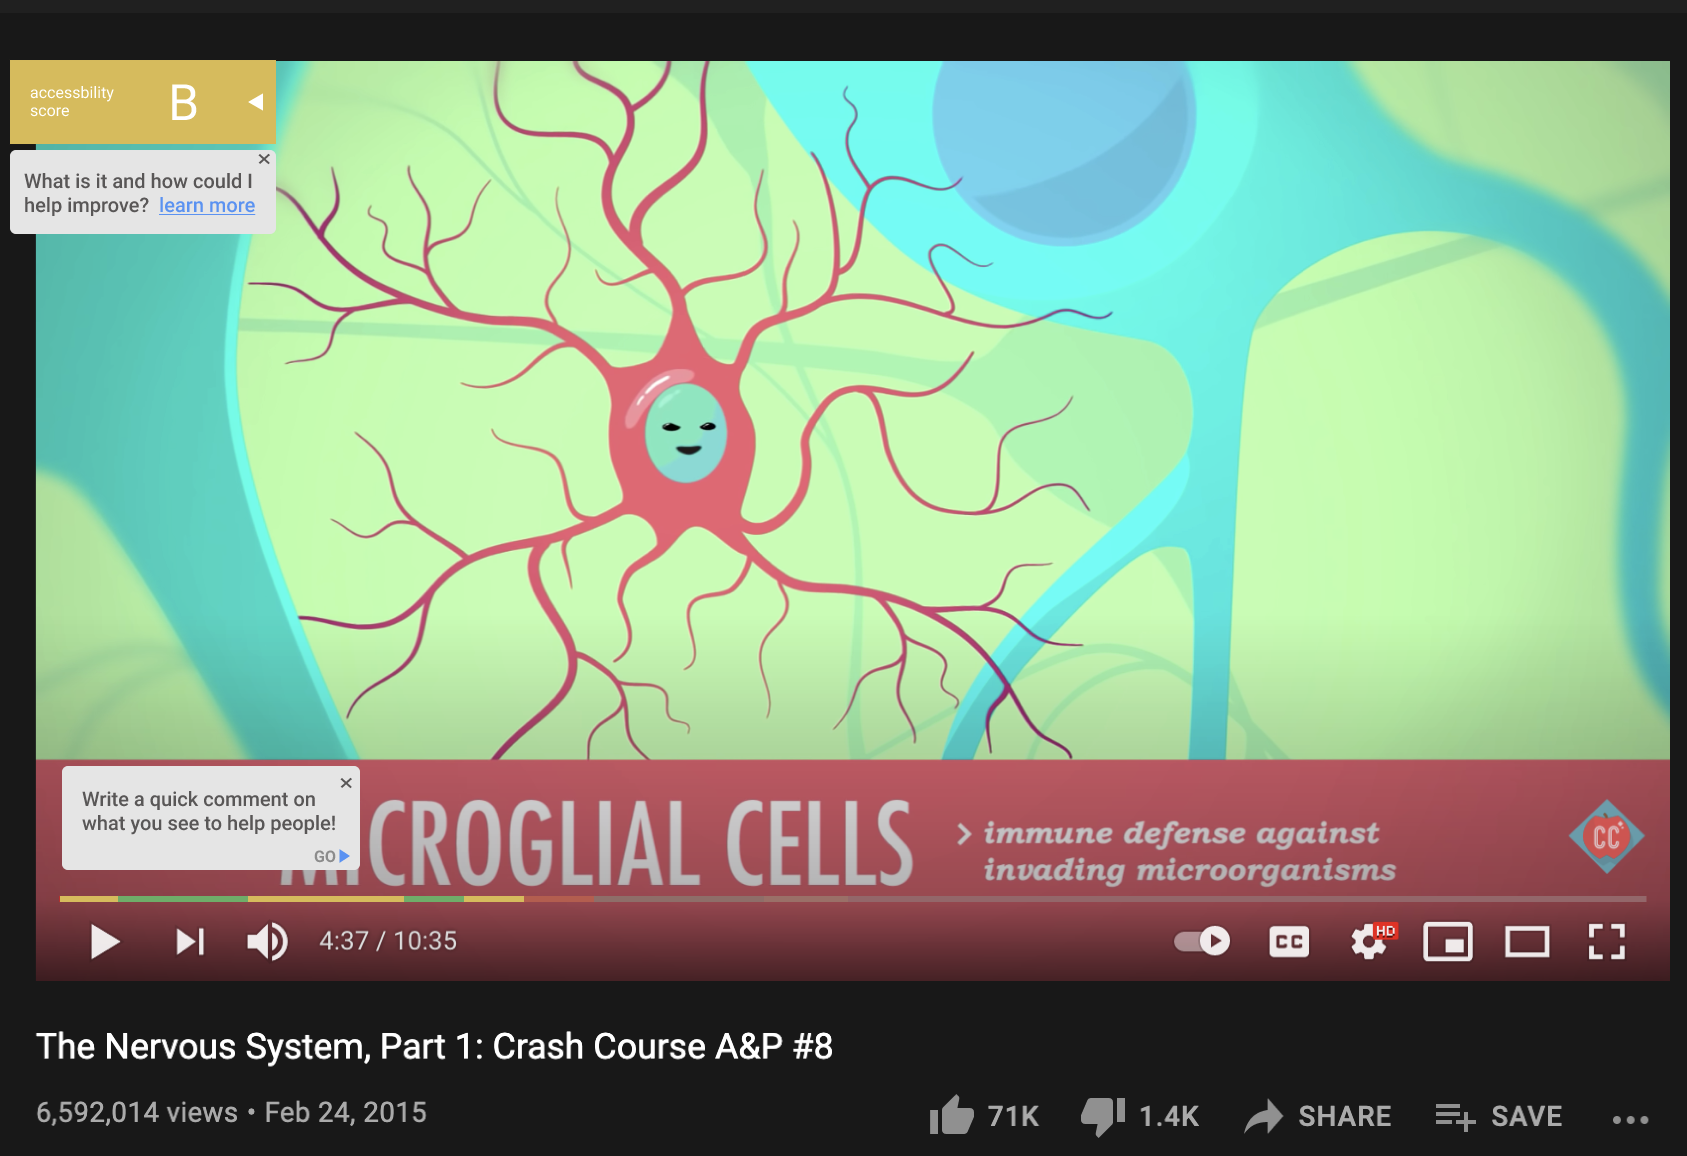 accessbility
score
B
What is it and how could I
help improve? learn more
Write a quick comment on
what you see to help people!
GO
MICROGLIAL CELLS
immune defense against
invading microorganisms
CC
4:37 / 10:35
CC
HD
The Nervous System, Part 1: Crash Course A&P #8
6,592,014 views • Feb 24, 2015
71K
1.4K
SHARE
SAVE